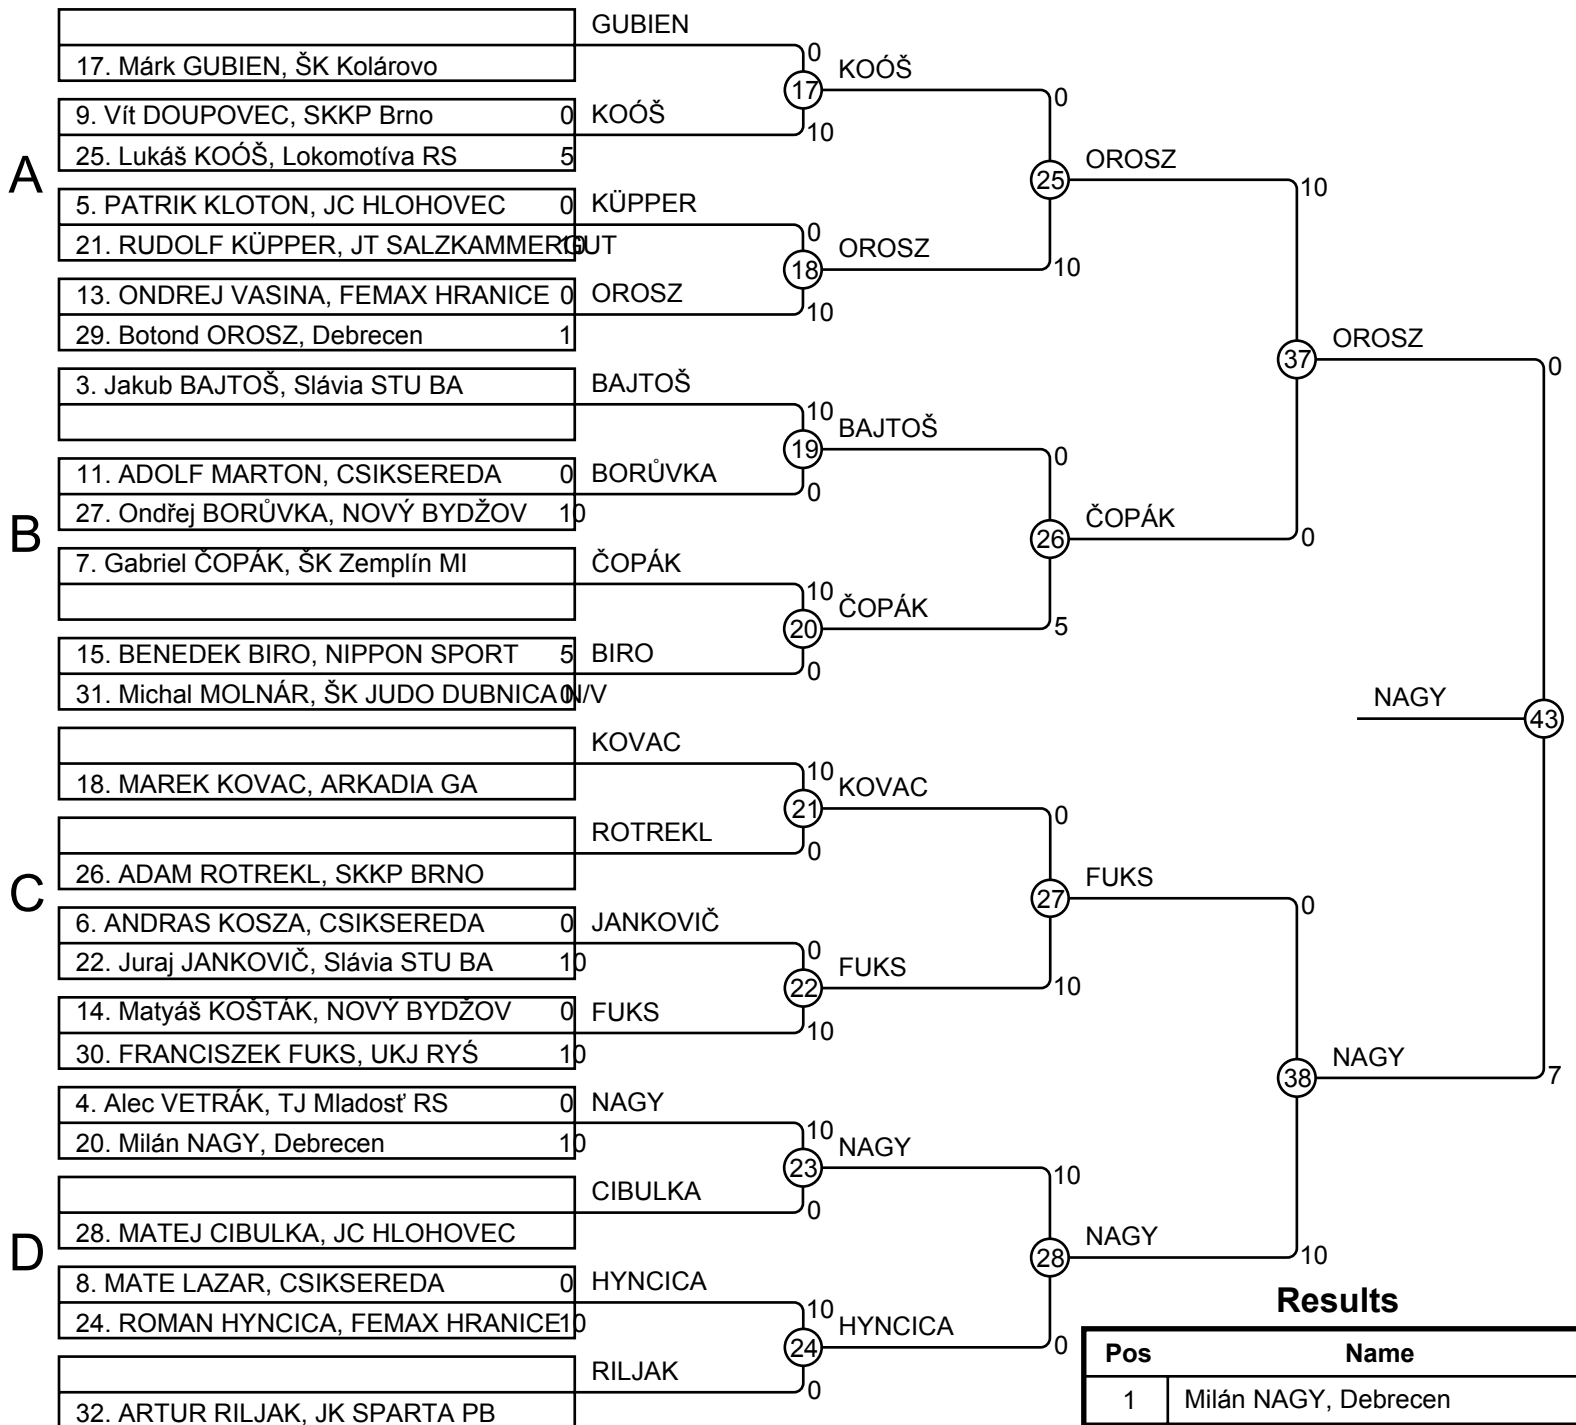 GUBIEN
17. Márk GUBIEN, ŠK Kolárovo
0
17
KOÓŠ
9. Vít DOUPOVEC, SKKP Brno 0
KOÓŠ
10
0
25. Lukáš KOÓŠ, Lokomotíva RS 5
A
25
OROSZ
5. PATRIK KLOTON, JC HLOHOVEC 0
KÜPPER
10
21. RUDOLF KÜPPER, JT SALZKAMMERGUT 10
0
18
OROSZ
10
13. ONDREJ VASINA, FEMAX HRANICE 0
OROSZ
10
29. Botond OROSZ, Debrecen 1
37
OROSZ
0
3. Jakub BAJTOŠ, Slávia STU BA
BAJTOŠ
10
19
BAJTOŠ
0
11. ADOLF MARTON, CSIKSEREDA 0
BORŮVKA
0
27. Ondřej BORŮVKA, NOVÝ BYDŽOV 10
B
26
ČOPÁK
0
7. Gabriel ČOPÁK, ŠK Zemplín MI
ČOPÁK
10
20
ČOPÁK
5
15. BENEDEK BIRO, NIPPON SPORT 5
BIRO
0
31. Michal MOLNÁR, ŠK JUDO DUBNICA N/V 0
NAGY
43
KOVAC
18. MAREK KOVAC, ARKADIA GA
10
21
KOVAC
0
ROTREKL
0
26. ADAM ROTREKL, SKKP BRNO
C
27
FUKS
0
6. ANDRAS KOSZA, CSIKSEREDA 0
JANKOVIČ
22. Juraj JANKOVIČ, Slávia STU BA 10
0
22
FUKS
10
14. Matyáš KOŠTÁK, NOVÝ BYDŽOV 0
FUKS
10
30. FRANCISZEK FUKS, UKJ RYŚ 10
38
NAGY
7
4. Alec VETRÁK, TJ Mladosť RS 0
NAGY
10
20. Milán NAGY, Debrecen 10
23
NAGY
10
CIBULKA
0
28. MATEJ CIBULKA, JC HLOHOVEC
D
28
NAGY
10
8. MATE LAZAR, CSIKSEREDA 0
HYNCICA
10
24. ROMAN HYNCICA, FEMAX HRANICE 10
24
HYNCICA
0
RILJAK
0
32. ARTUR RILJAK, JK SPARTA PB
Results
Pos Name
1 Milán NAGY, Debrecen